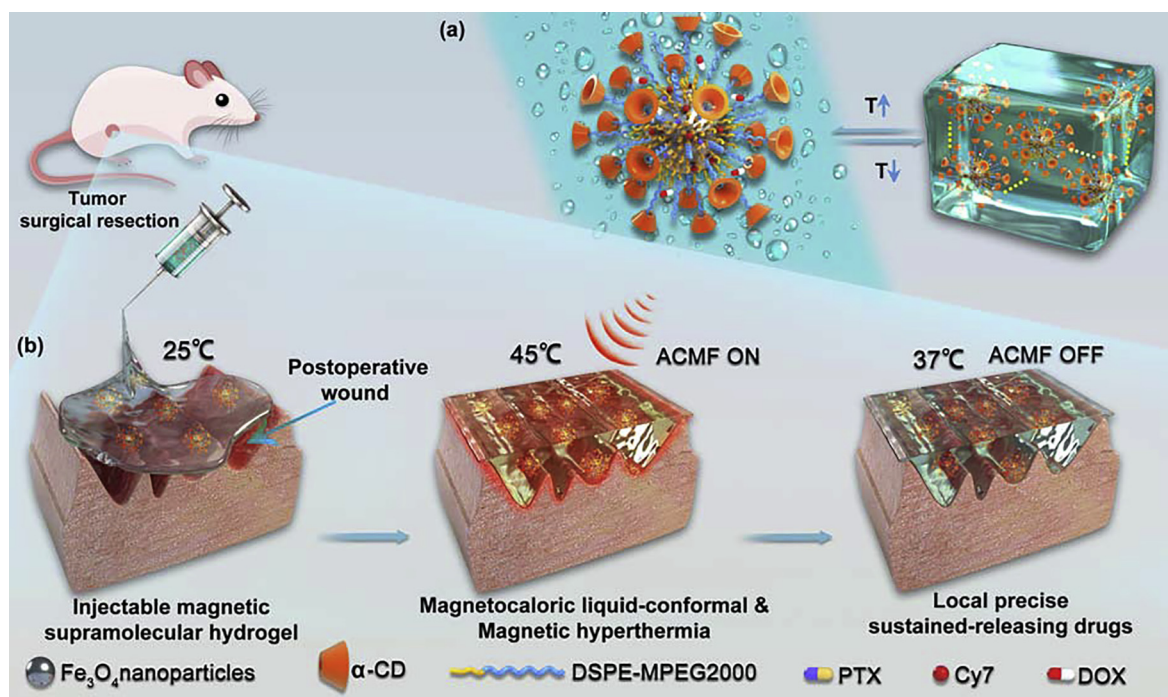 (a)
T↑
T↓
Tumor
surgical resection
(b)
25℃
Postoperative
wound
45℃
ACMF ON
37℃
ACMF OFF
Injectable magnetic
supramolecular hydrogel
Magnetocaloric liquid-conformal &
Magnetic hyperthermia
Local precise
sustained-releasing drugs
Fe₃O₄nanoparticles
α-CD
DSPE-MPEG2000
PTX
Cy7
DOX